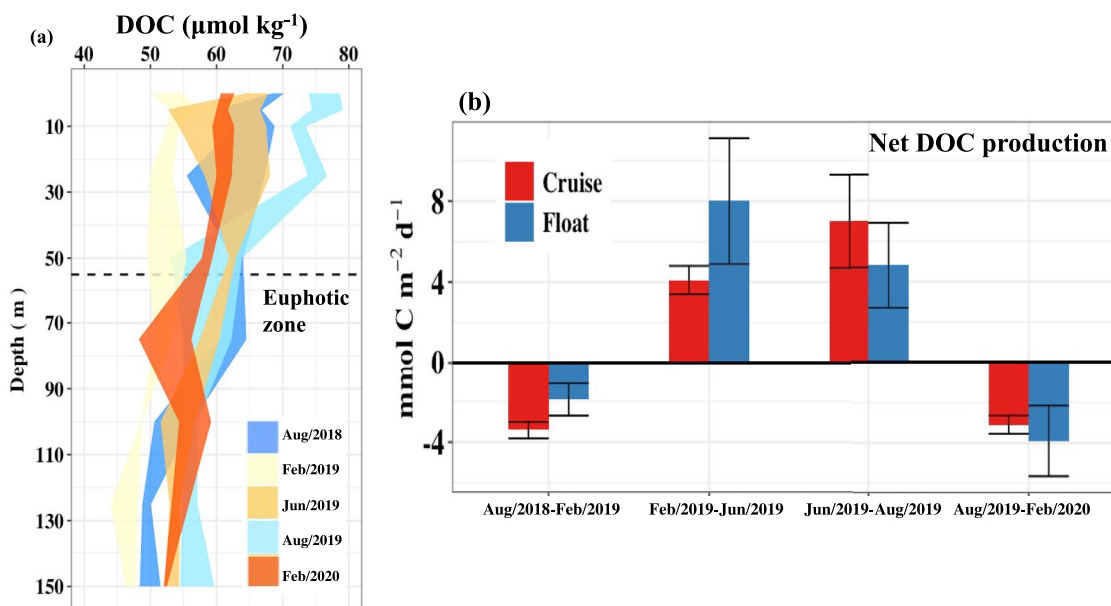 (a)
DOC (μmol kg⁻¹)
40 50 60 70 80
10
30
50
70
90
110
130
150
Depth ( m )
Euphotic
zone
Aug/2018
Feb/2019
Jun/2019
Aug/2019
Feb/2020
(b)
Net DOC production
Cruise
Float
mmol C m⁻² d⁻¹
8
4
0
-4
Aug/2018-Feb/2019 Feb/2019-Jun/2019 Jun/2019-Aug/2019 Aug/2019-Feb/2020